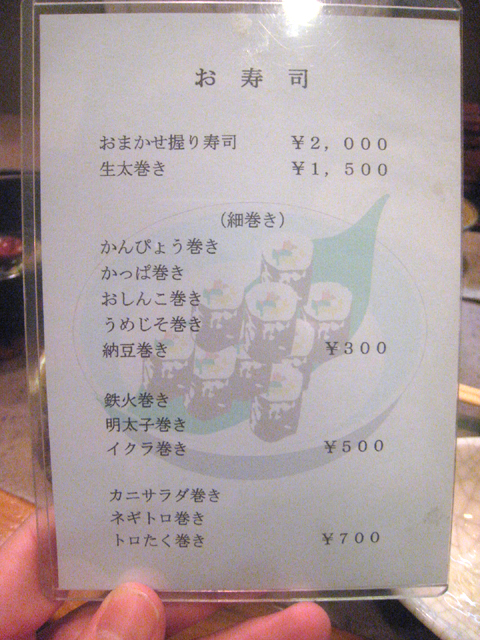 お寿司
おまかせ握り寿司 ￥２，０００
生太巻き ￥１，５００
（細巻き）
かんぴょう巻き
かっぱ巻き
おしんこ巻き
うめじそ巻き
納豆巻き ￥３００
鉄火巻き
明太子巻き
イクラ巻き ￥５００
カニサラダ巻き
ネギトロ巻き
トロたく巻き ￥７００